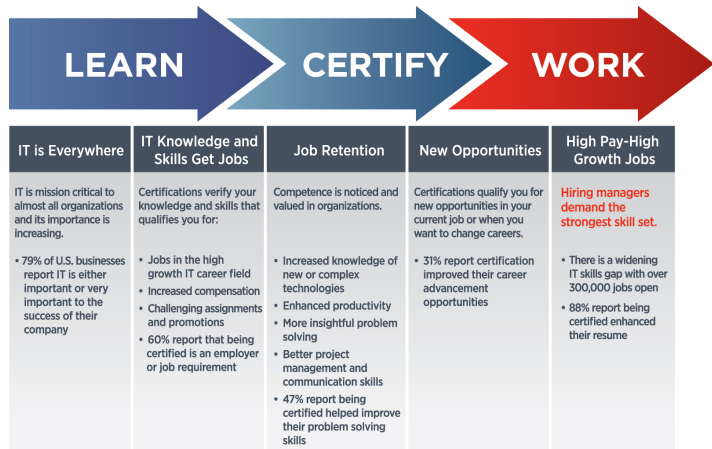 LEARN
CERTIFY
WORK
IT is Everywhere
IT is mission critical to
almost all organizations
and its importance is
increasing.
• 79% of U.S. businesses
report IT is either
important or very
important to the
success of their
company
IT Knowledge and
Skills Get Jobs
Certifications verify your
knowledge and skills that
qualifies you for:
• Jobs in the high
growth IT career field
• Increased compensation
• Challenging assignments
and promotions
• 60% report that being
certified is an employer
or job requirement
Job Retention
Competence is noticed and
valued in organizations.
• Increased knowledge of
new or complex
technologies
• Enhanced productivity
• More insightful problem
solving
• Better project
management and
communication skills
• 47% report being
certified helped improve
their problem solving
skills
New Opportunities
Certifications qualify you for
new opportunities in your
current job or when you
want to change careers.
• 31% report certification
improved their career
advancement
opportunities
High Pay-High
Growth Jobs
Hiring managers
demand the
strongest skill set.
• There is a widening
IT skills gap with over
300,000 jobs open
• 88% report being
certified enhanced
their resume